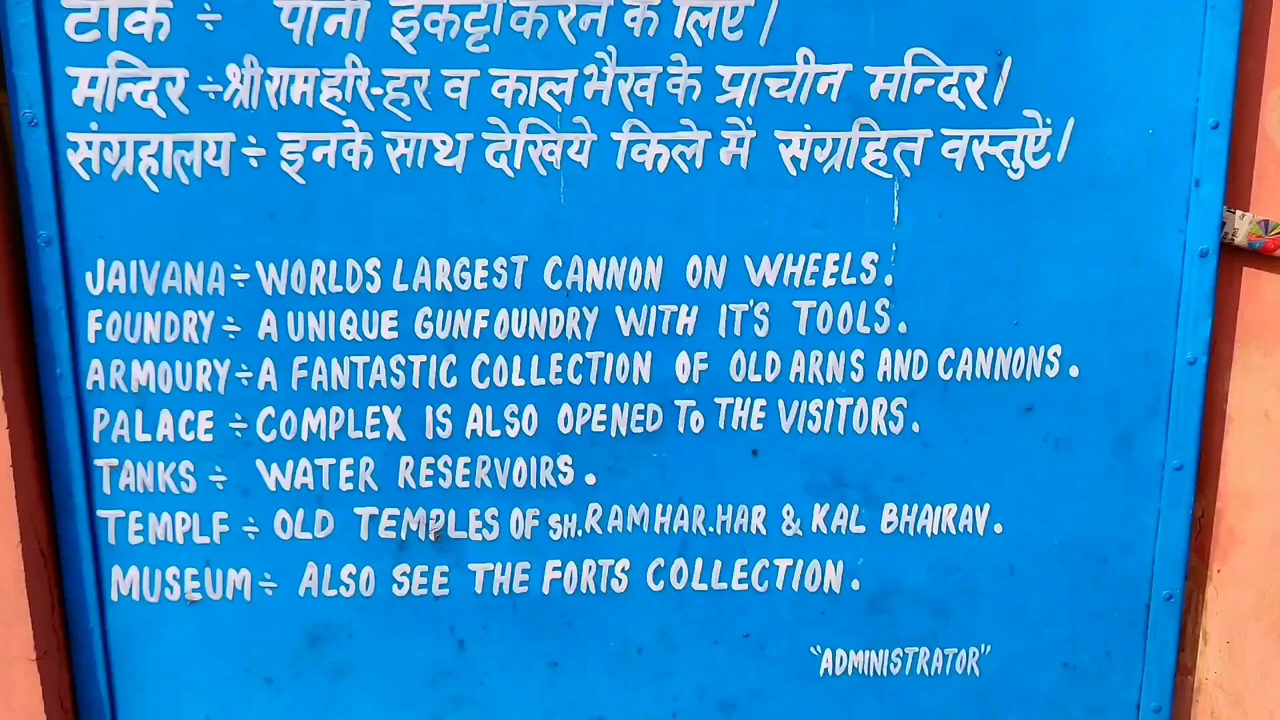 टांक ÷ पानी इकट्ठा करने के लिए।
मन्दिर ÷ श्री राम हरि-हर व काल भैरव के प्राचीन मन्दिर।
संग्रहालय ÷ इनके साथ देखिये किले में संग्रहित वस्तुऐं।
JAIVANA ÷ WORLDS LARGEST CANNON ON WHEELS.
FOUNDRY ÷ A UNIQUE GUNFOUNDRY WITH IT'S TOOLS.
ARMOURY ÷ A FANTASTIC COLLECTION OF OLD ARNS AND CANNONS.
PALACE ÷ COMPLEX IS ALSO OPENED To THE VISITORS.
TANKS ÷ WATER RESERVOIRS.
TEMPLF ÷ OLD TEMPLES OF SH.RAMHAR.HAR & KAL BHAIRAV.
MUSEUM ÷ ALSO SEE THE FORTS COLLECTION.
"ADMINISTRATOR"